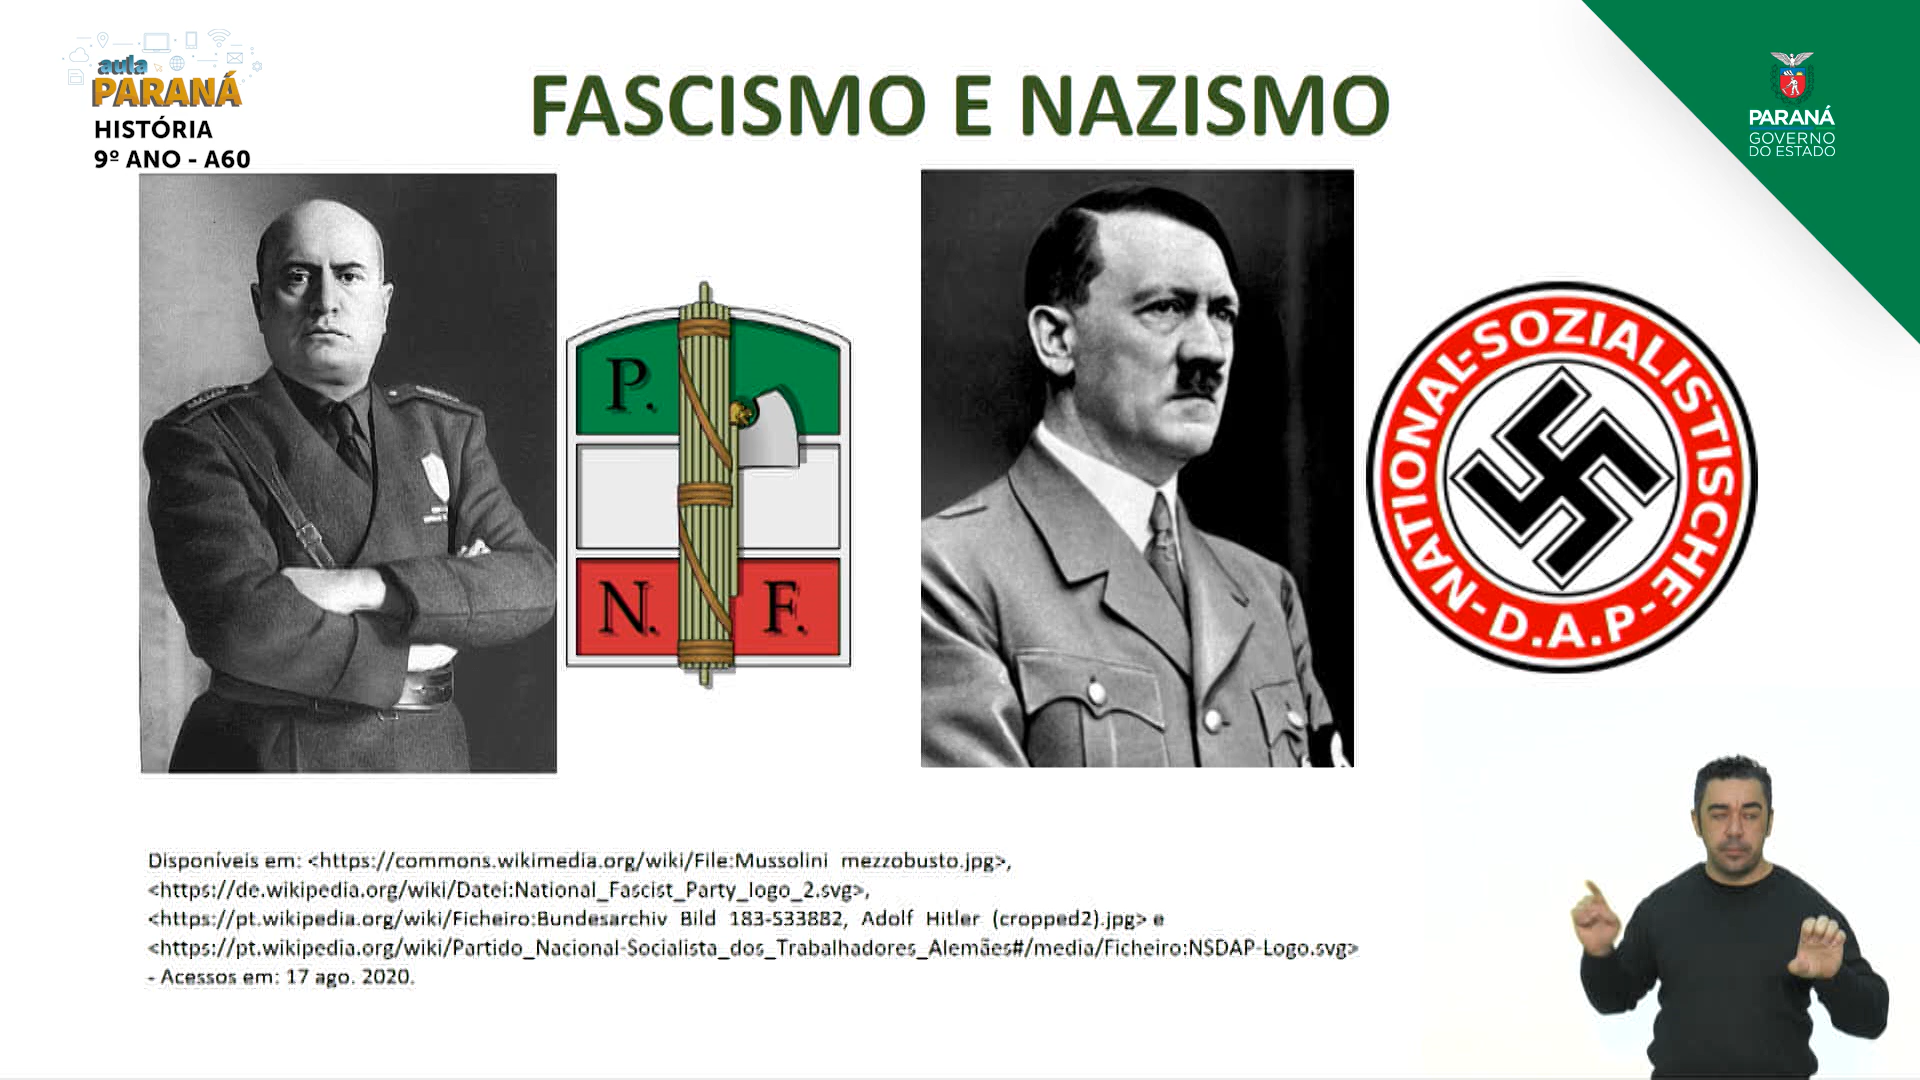 aula
PARANÁ
HISTÓRIA
9º ANO - A60
FASCISMO E NAZISMO
PARANÁ
GOVERNO
DO ESTADO
P.
N. F.
NATIONAL-SOZIALISTISCHE-D.A.P-
Disponíveis em: <https://commons.wikimedia.org/wiki/File:Mussolini mezzobusto.jpg>,
<https://de.wikipedia.org/wiki/Datei:National_Fascist_Party_logo_2.svg>,
<https://pt.wikipedia.org/wiki/Ficheiro:Bundesarchiv Bild 183-S33882, Adolf Hitler (cropped2).jpg> e
<https://pt.wikipedia.org/wiki/Partido_Nacional-Socialista_dos_Trabalhadores_Alemães#/media/Ficheiro:NSDAP-Logo.svg>
- Acessos em: 17 ago. 2020.